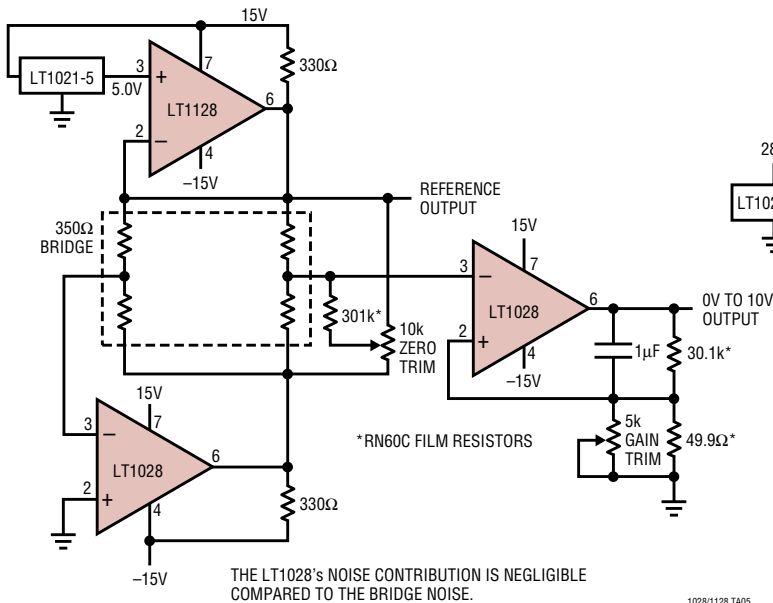 15V
330Ω
LT1021-5
5.0V
3
+
7
LT1128
6
2
–
4
–15V
REFERENCE
OUTPUT
28
LT102
350Ω
BRIDGE
301k*
10k
ZERO
TRIM
15V
3
–
7
LT1028
6
2
+
4
–15V
0V TO 10V
OUTPUT
1µF
30.1k*
5k
GAIN
TRIM
49.9Ω*
*RN60C FILM RESISTORS
15V
3
–
7
LT1028
6
2
+
4
330Ω
–15V
THE LT1028's NOISE CONTRIBUTION IS NEGLIGIBLE
COMPARED TO THE BRIDGE NOISE.
1028/1128 TA05